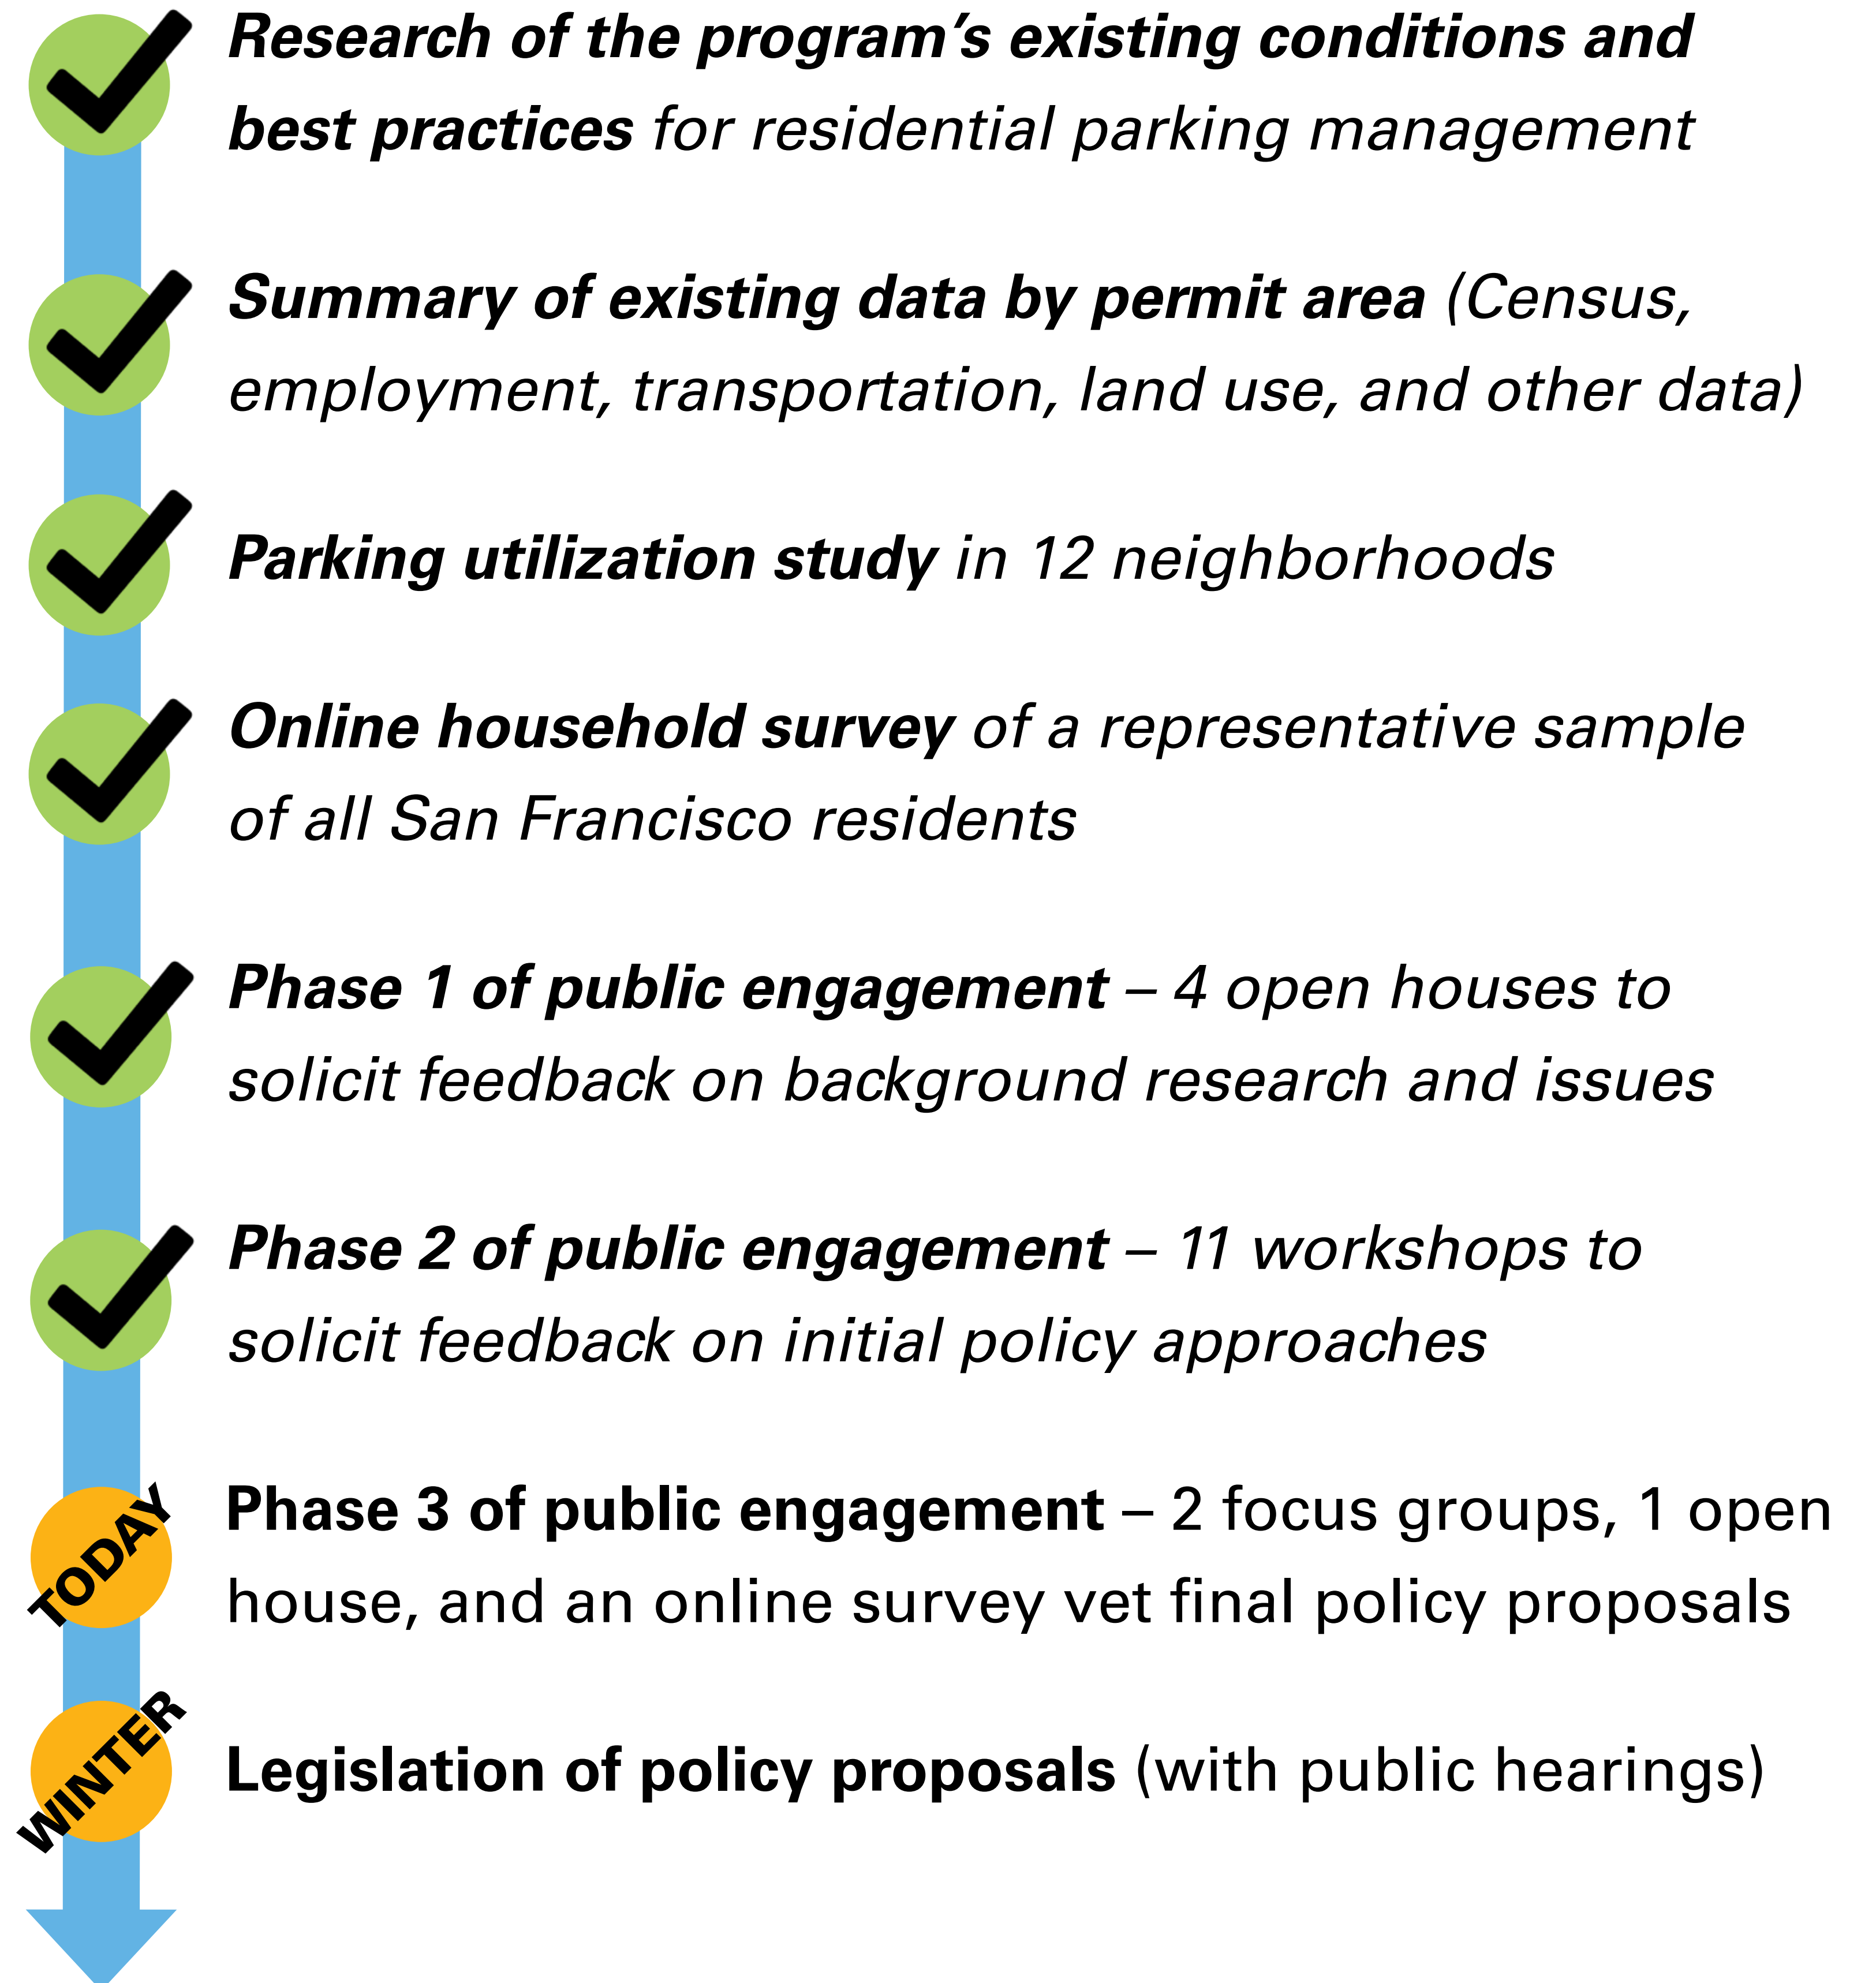 Research of the program’s existing conditions and
best practices for residential parking management
Summary of existing data by permit area (Census,
employment, transportation, land use, and other data)
Parking utilization study in 12 neighborhoods
Online household survey of a representative sample
of all San Francisco residents
Phase 1 of public engagement – 4 open houses to
solicit feedback on background research and issues
Phase 2 of public engagement – 11 workshops to
solicit feedback on initial policy approaches
TODAY
Phase 3 of public engagement – 2 focus groups, 1 open
house, and an online survey vet final policy proposals
WINTER
Legislation of policy proposals (with public hearings)